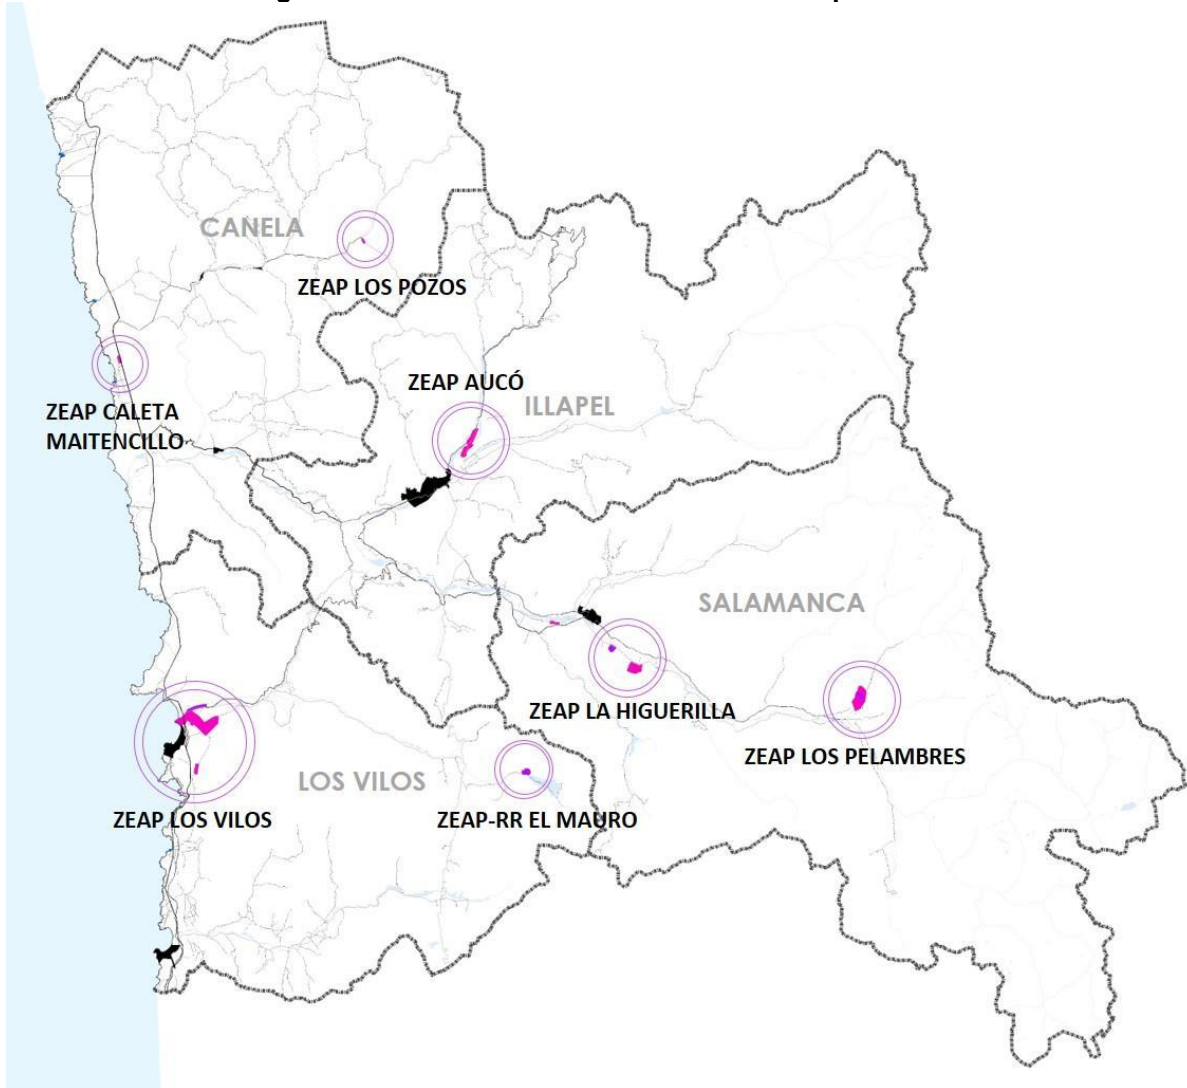 CANELA
ZEAP LOS POZOS
ZEAP AUCÓ
ILLAPEL
ZEAP CALETA
MAITENCILLO
SALAMANCA
ZEAP LA HIGUERILLA
ZEAP LOS PELAMBRES
LOS VILOS
ZEAP LOS VILOS
ZEAP-RR EL MAURO